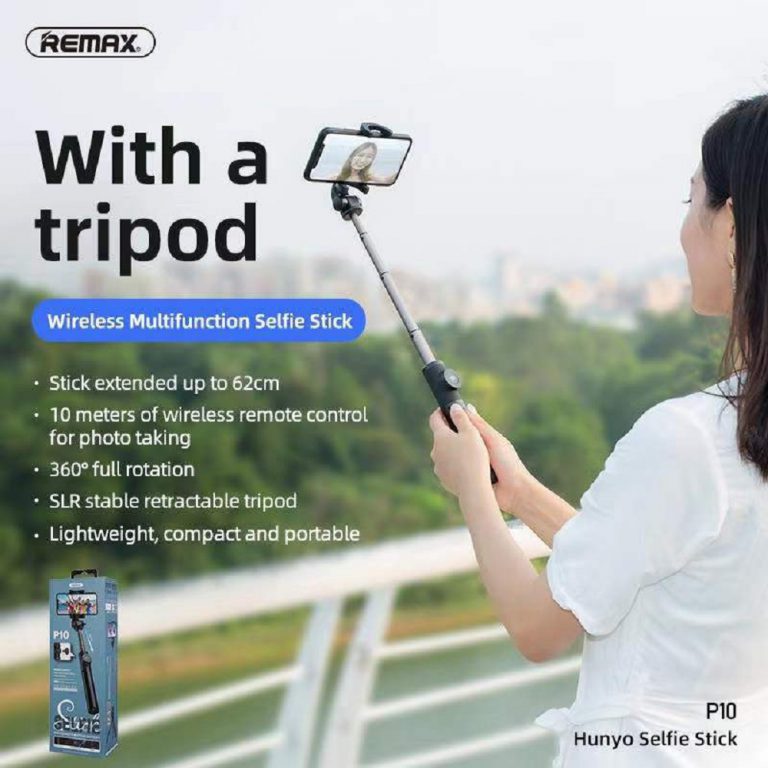 REMAX
With a
tripod
Wireless Multifunction Selfie Stick
· Stick extended up to 62cm
· 10 meters of wireless remote control
for photo taking
· 360° full rotation
· SLR stable retractable tripod
· Lightweight, compact and portable
P10
P10
Hunyo Selfie Stick